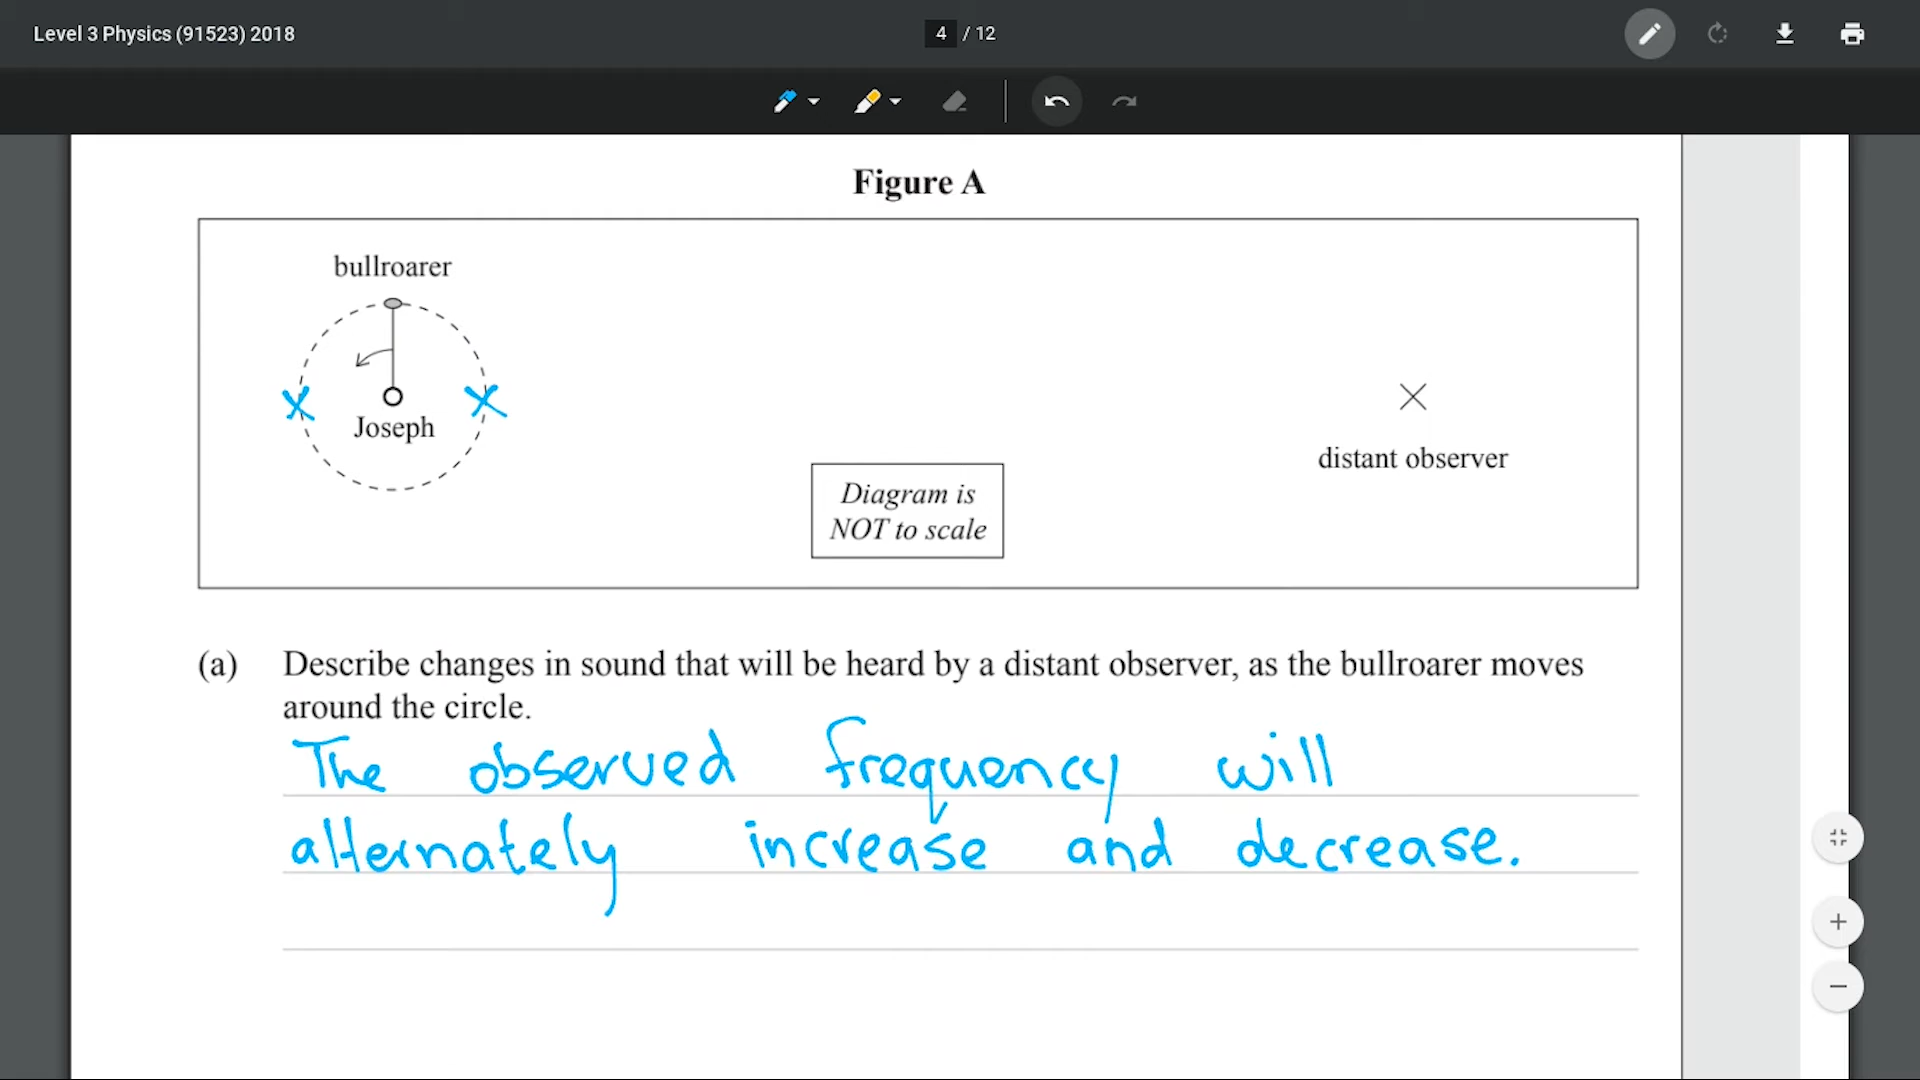 Level 3 Physics (91523) 2018
4 / 12
Figure A
bullroarer
Joseph
distant observer
Diagram is
NOT to scale
(a) Describe changes in sound that will be heard by a distant observer, as the bullroarer moves
around the circle.
The observed frequency will
alternately increase and decrease.